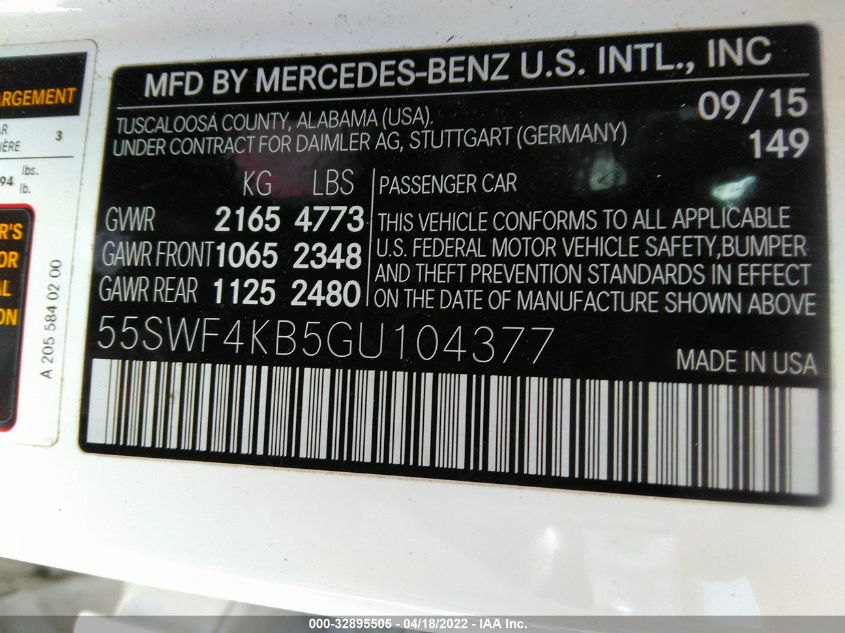 MFD BY MERCEDES-BENZ U.S. INTL., INC
TUSCALOOSA COUNTY, ALABAMA (USA). 09/15
UNDER CONTRACT FOR DAIMLER AG, STUTTGART (GERMANY) 149
KG LBS
GVWR 2165 4773
GAWR FRONT 1065 2348
GAWR REAR 1125 2480
PASSENGER CAR
THIS VEHICLE CONFORMS TO ALL APPLICABLE
U.S. FEDERAL MOTOR VEHICLE SAFETY,BUMPER
AND THEFT PREVENTION STANDARDS IN EFFECT
ON THE DATE OF MANUFACTURE SHOWN ABOVE
55SWF4KB5GU104377
MADE IN USA
3
lbs.
lb.
A 205 584 02 00
000-32895505 - 04/18/2022 - IAA Inc.